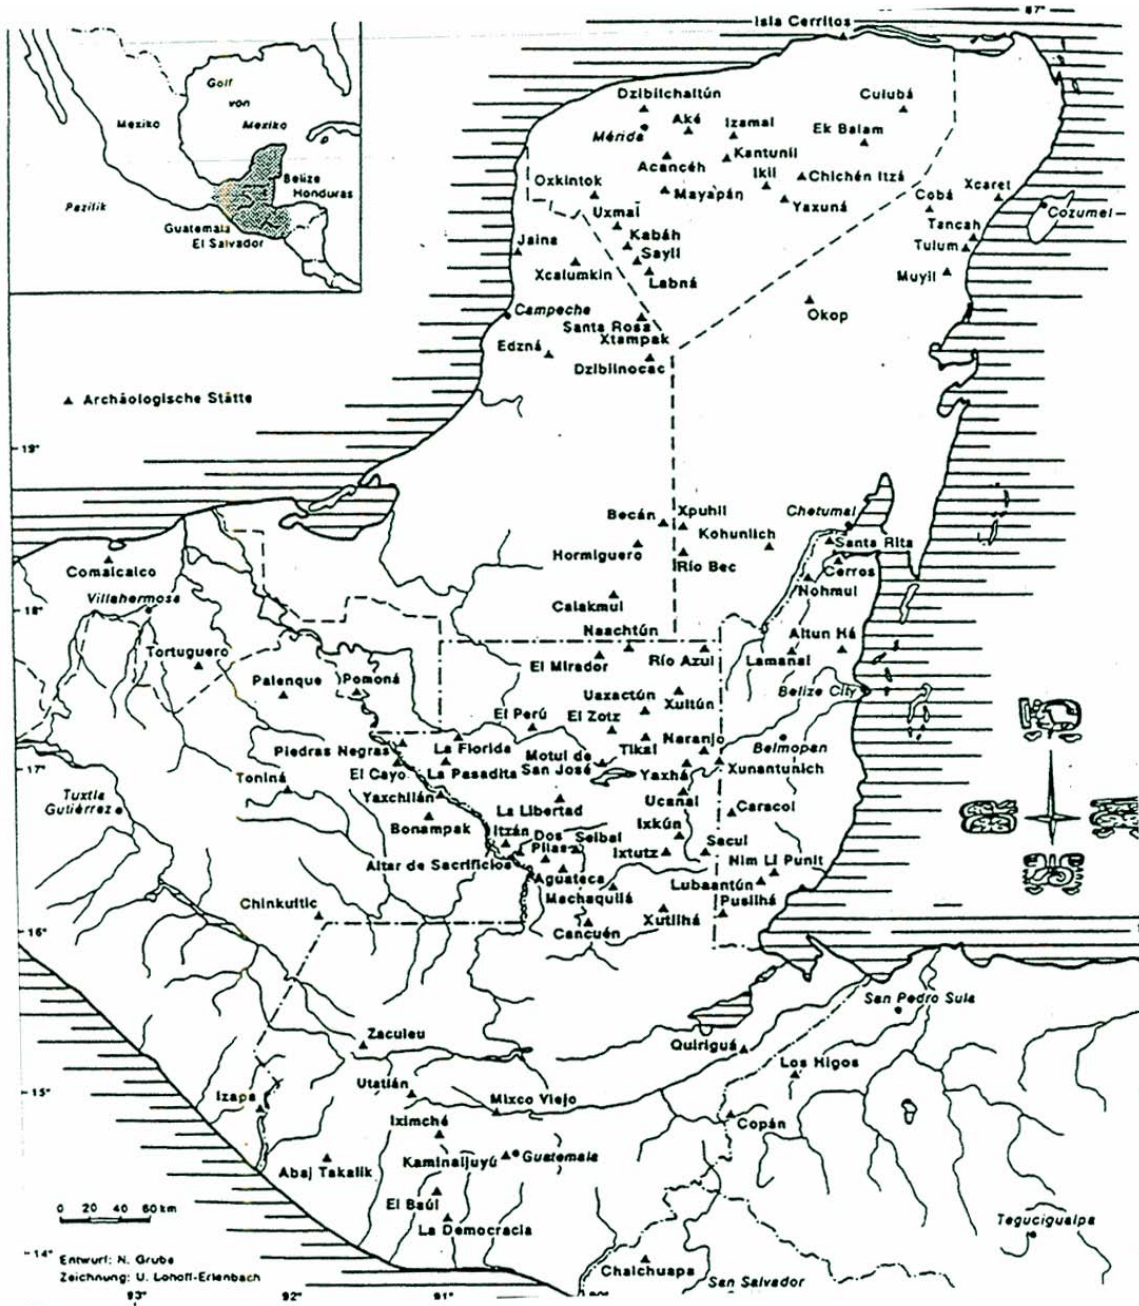 Isla Cerritos
87°
Golf
von
Mexiko
Mexiko
Belize
Honduras
Pazifik
Guatemala
El Salvador
Dzibilchaltún
Culubá
Aké
Izamal
Mérida
Ek Balam
Acancéh
Kantunil
Ikil
Chichén Itzá
Oxkintok
Mayapán
Yaxuná
Cobá
Xcaret
Cozumel
Uxmal
Tancah
Kabáh
Tulum
Jaina
Sayil
Xcalumkin
Labná
Muyil
Campeche
Okop
Santa Rosa
Xtampak
Edzná
Dzibilnocac
Archäologische Stätte
19°
Becán
Xpuhil
Chetumal
Kohunlich
Santa Rita
Hormiguero
Río Bec
Cerros
Comalcalco
Nohmul
Villahermosa
Calakmul
18°
Naachtún
Altun Há
Tortuguero
El Mirador
Río Azul
Lamanai
Palenque
Pomoná
Uaxactún
Xultún
Belize City
El Perú
El Zotz
Piedras Negras
La Florida
Motul de
San José
Tikal
Naranjo
Belmopan
17°
El Cayo
La Pasadita
Yaxhá
Xunantunich
Toniná
Yaxchilán
Ucanal
Tuxtla
Gutiérrez
La Libertad
Caracol
Bonampak
Itzán
Dos
Pilas
Seibal
Ixkún
Sacul
Ixtutz
Nim Li Punit
Altar de Sacrificios
Aguateca
Lubaantún
Machaquilá
Pusilhá
Chinkultic
Xutilhá
16°
Cancuén
San Pedro Sula
Zaculeu
Quiriguá
Los Higos
Utatlán
15°
Izapa
Mixco Viejo
Iximché
Copán
Kaminaljuyú
Guatemala
Abaj Takalik
El Baúl
0 20 40 60 km
La Democracia
Tegucigualpa
14°
Entwurf: N. Grube
Chalchuapa
Zeichnung: U. Lohoff-Erlenbach
San Salvador
93°
92°
91°